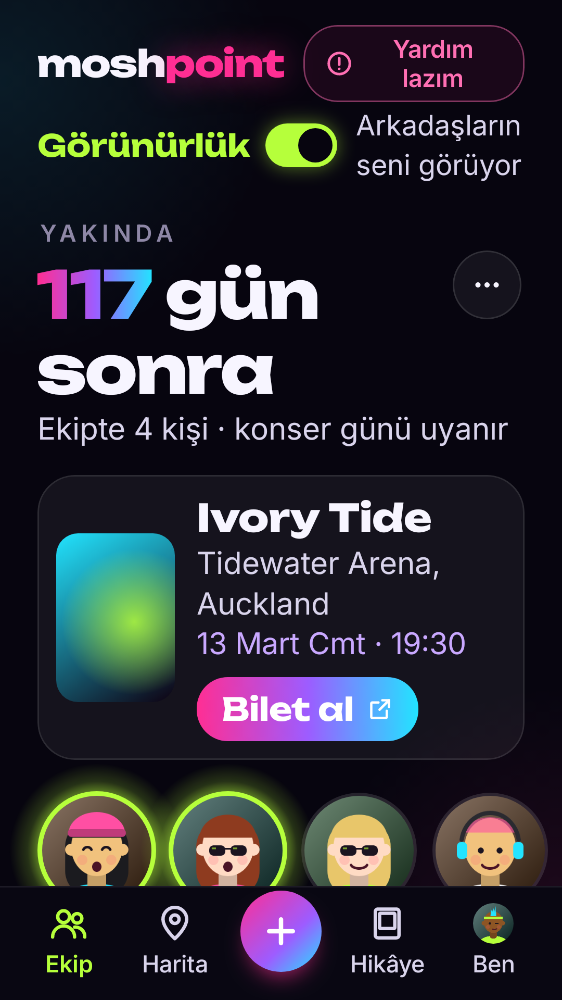 moshpoint
Yardım
lazım
Görünürlük
Arkadaşların
seni görüyor
YAKINDA
117 gün
sonra
Ekipte 4 kişi · konser günü uyanır
Ivory Tide
Tidewater Arena,
Auckland
13 Mart Cmt · 19:30
Bilet al
Ekip
Harita
Hikâye
Ben